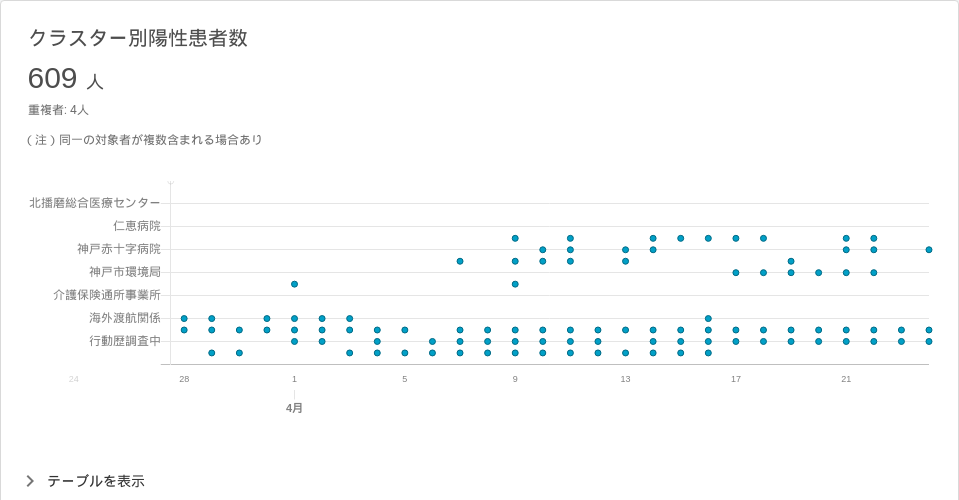 クラスター別陽性患者数
609 人
重複者: 4人
（注）同一の対象者が複数含まれる場合あり
北播磨総合医療センター
仁恵病院
神戸赤十字病院
神戸市環境局
介護保険通所事業所
海外渡航関係
行動歴調査中
24 28 1 5 9 13 17 21
4月
テーブルを表示